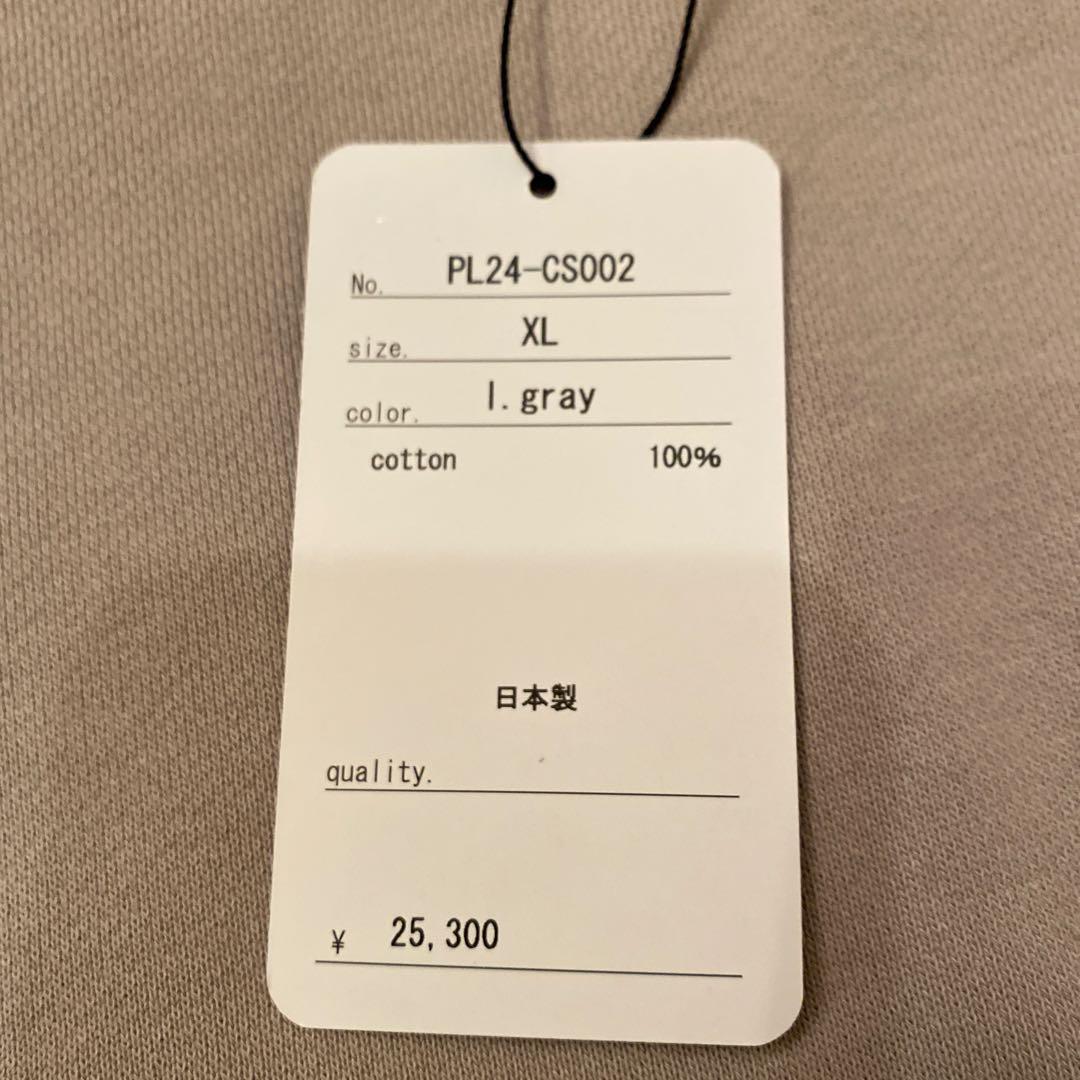 No. PL24-CS002
size. XL
color. l.gray
cotton 100%
日本製
quality.
¥ 25,300